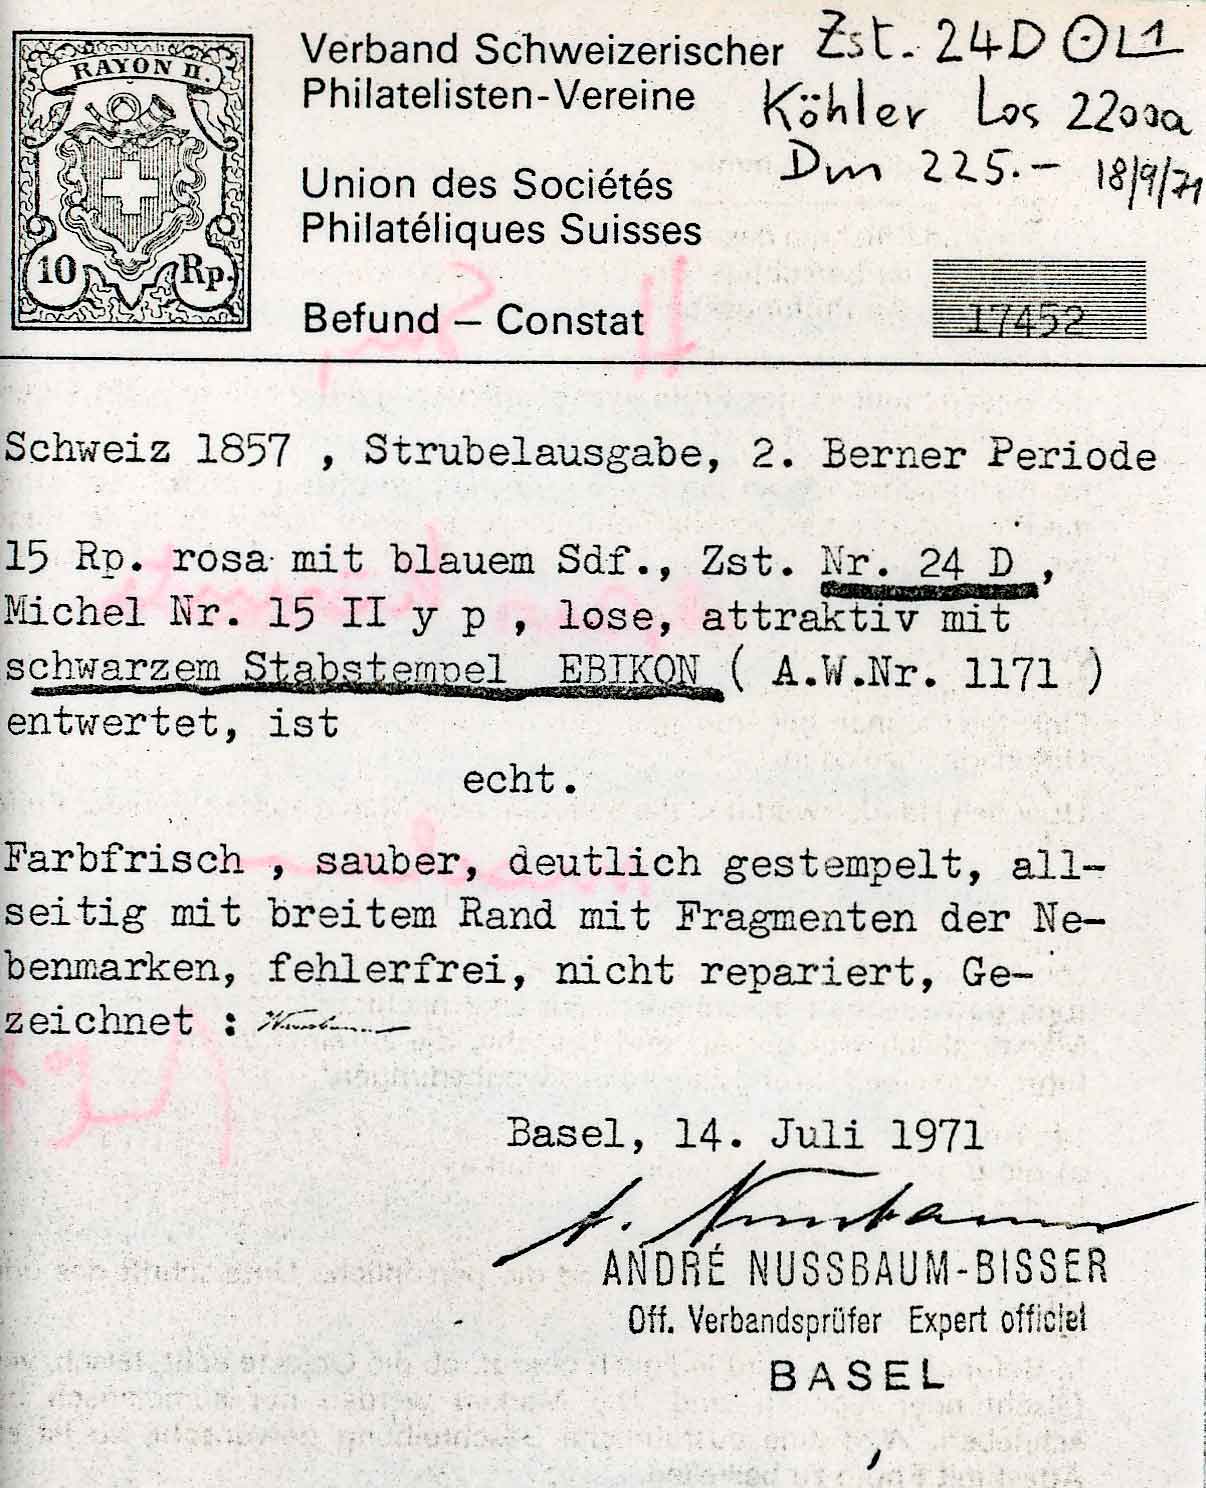 RAYON II.
10 Rp.
Verband Schweizerischer
Philatelisten-Vereine
Union des Sociétés
Philatéliques Suisses
Befund – Constat
Zst. 24D
Köhler Los 2200a
Dm 225.— 18/9/71
17452
Schweiz 1857 , Strubelausgabe, 2. Berner Periode
15 Rp. rosa mit blauem Sdf., Zst. Nr. 24 D ,
Michel Nr. 15 II y p , lose, attraktiv mit
schwarzem Stabstempel EBIKON ( A.W.Nr. 1171 )
entwertet, ist
echt.
Farbfrisch , sauber, deutlich gestempelt, all-
seitig mit breitem Rand mit Fragmenten der Ne-
benmarken, fehlerfrei, nicht repariert, Ge-
zeichnet : Nussbaum
Basel, 14. Juli 1971
A. Nussbaum
ANDRÉ NUSSBAUM-BISSER
Off. Verbandsprüfer Expert officiel
BASEL